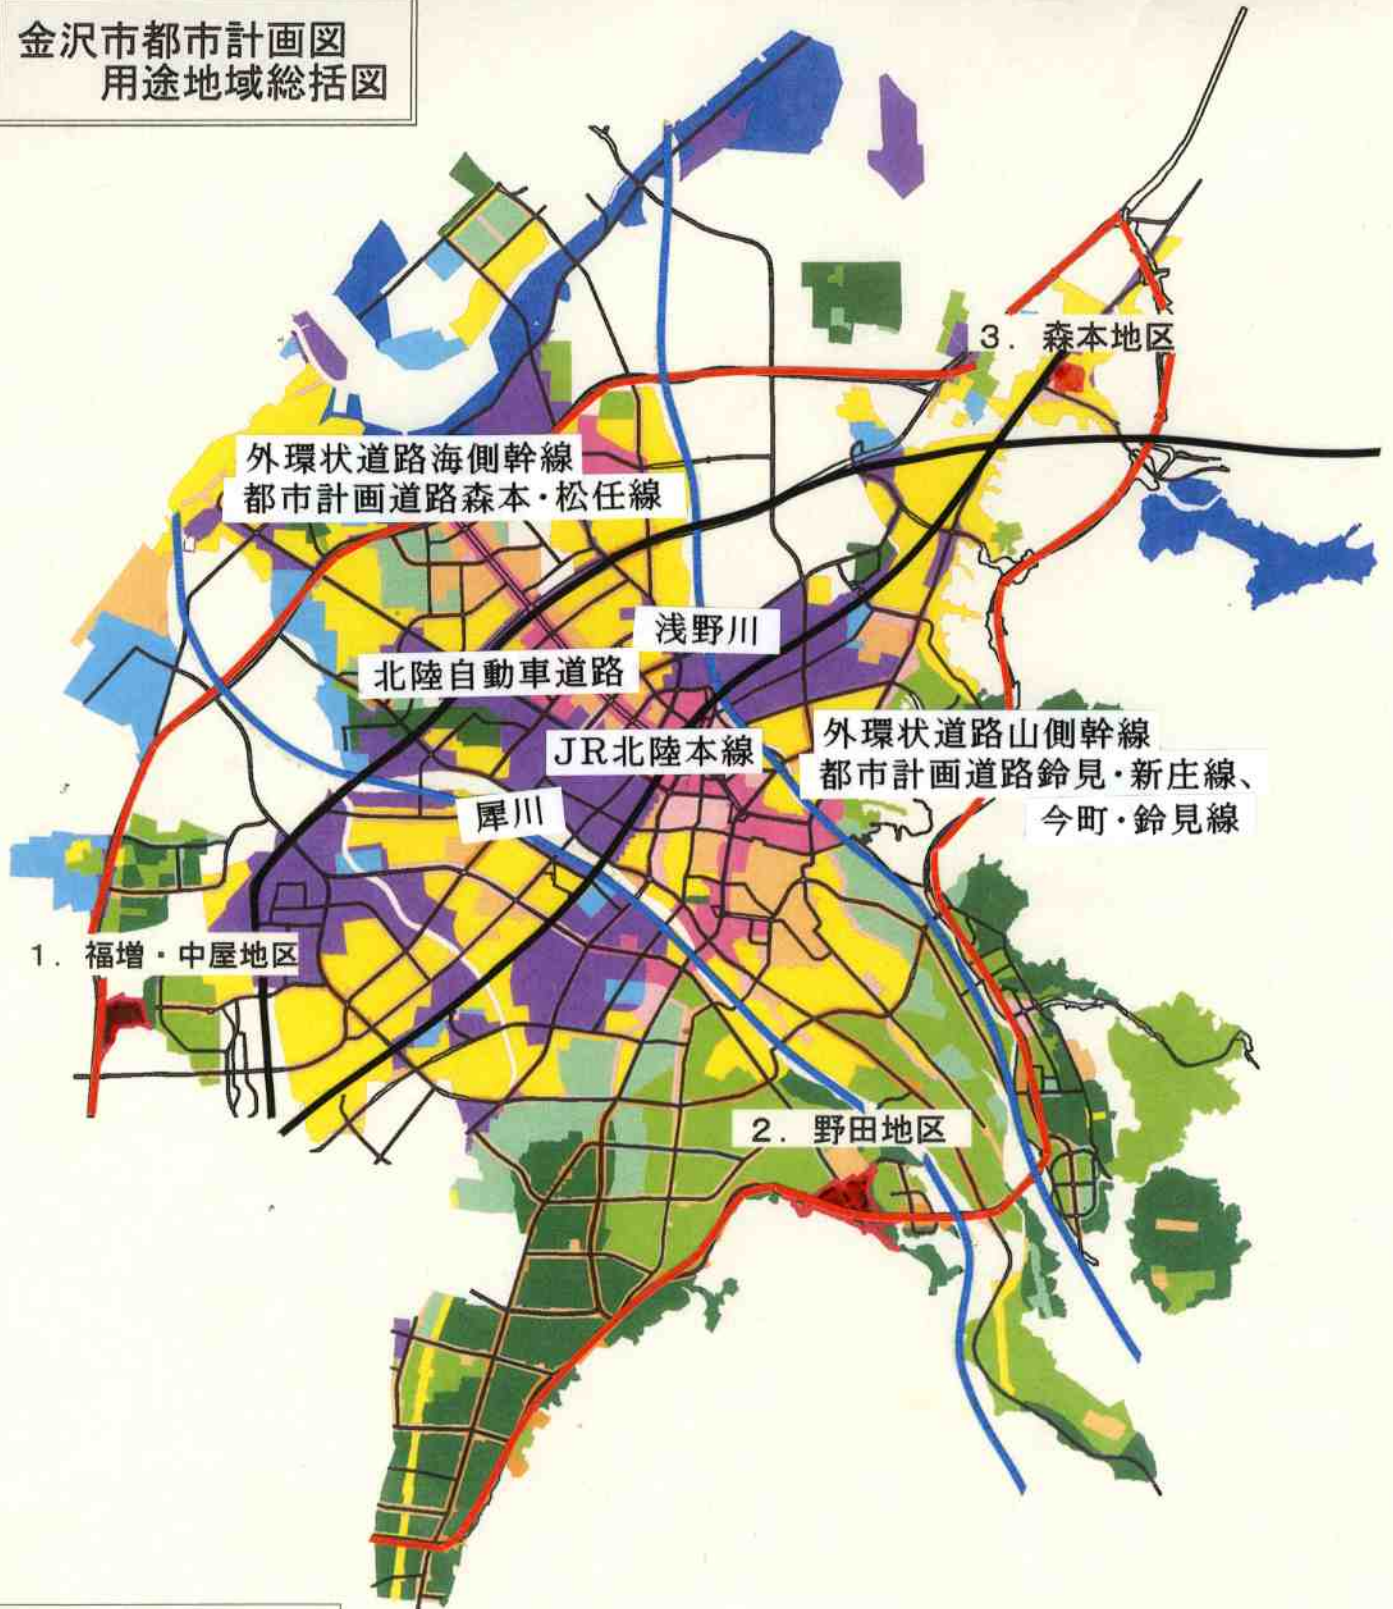 金沢市都市計画図
用途地域総括図
3．森本地区
外環状道路海側幹線
都市計画道路森本・松任線
浅野川
北陸自動車道路
JR北陸本線
外環状道路山側幹線
都市計画道路鈴見・新庄線、
今町・鈴見線
犀川
1．福増・中屋地区
2．野田地区